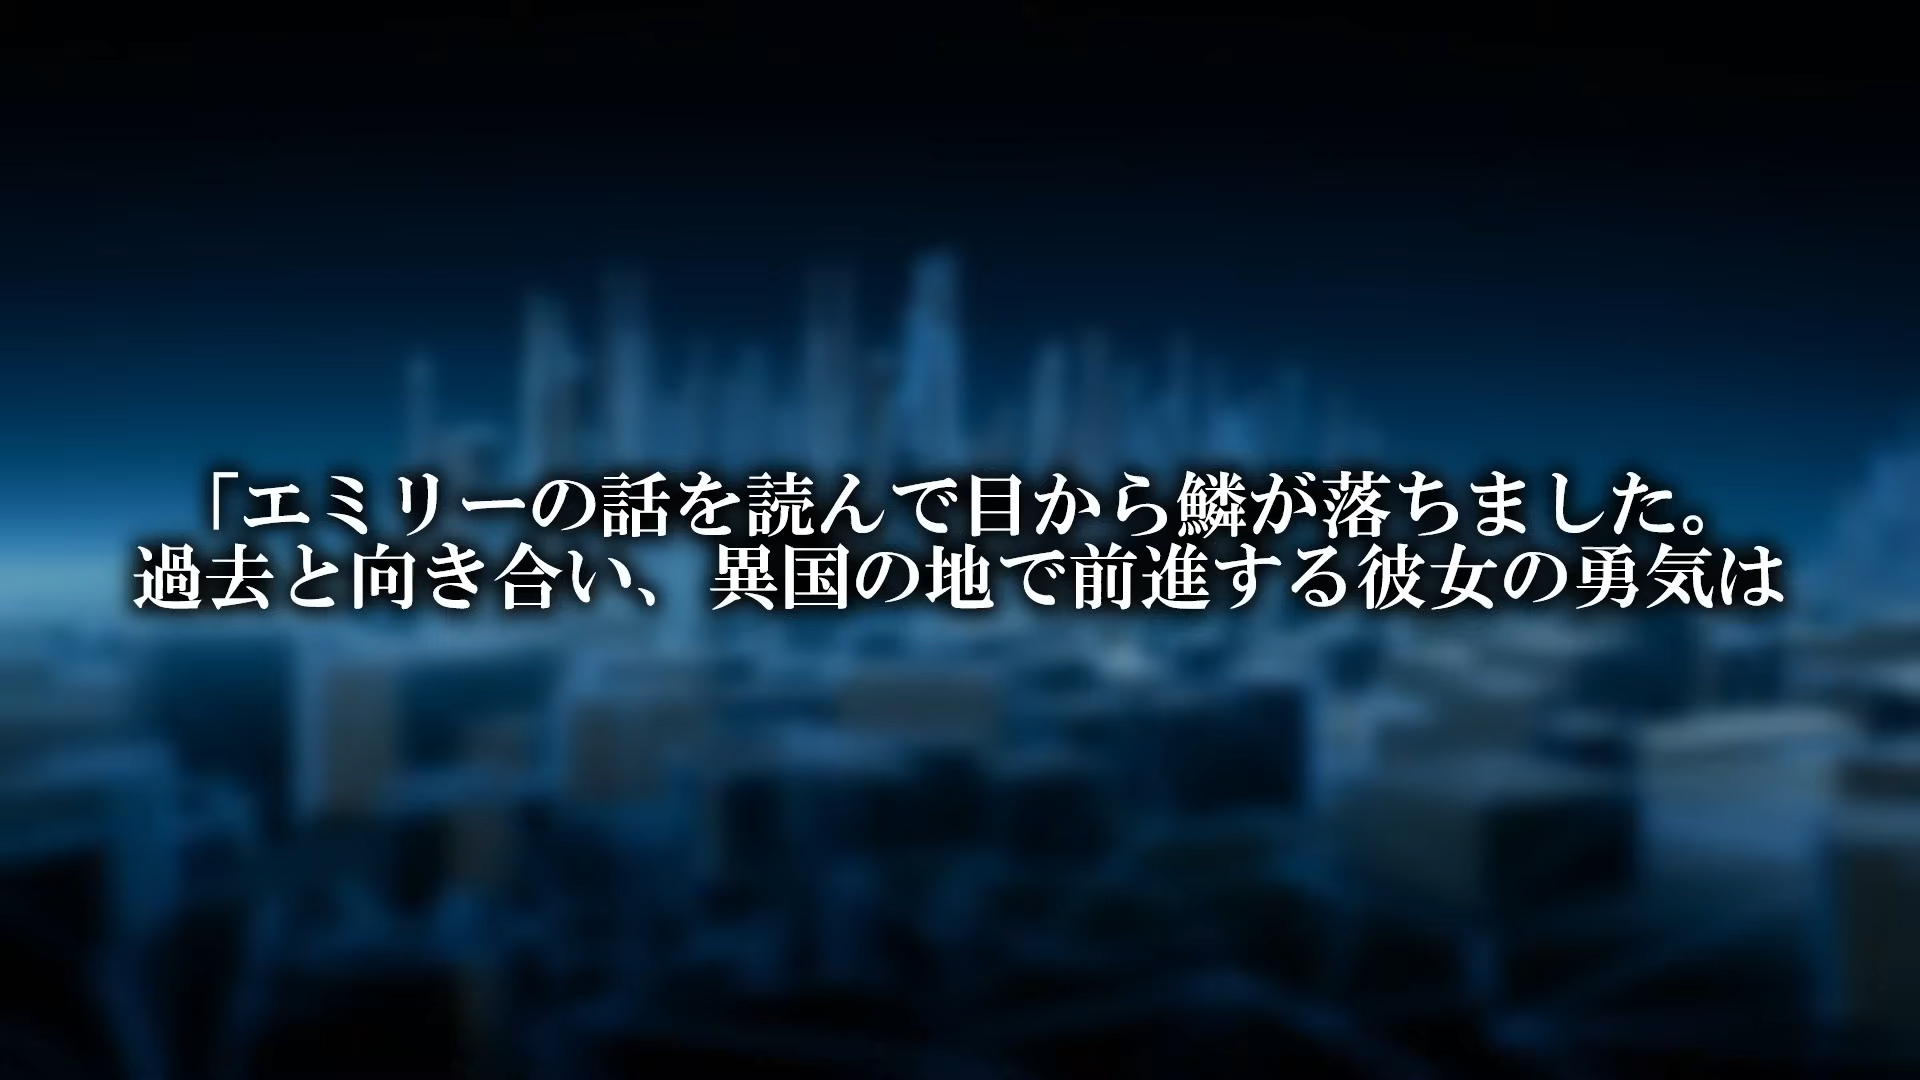 「エミリーの話を読んで目から鱗が落ちました。
過去と向き合い、異国の地で前進する彼女の勇気は